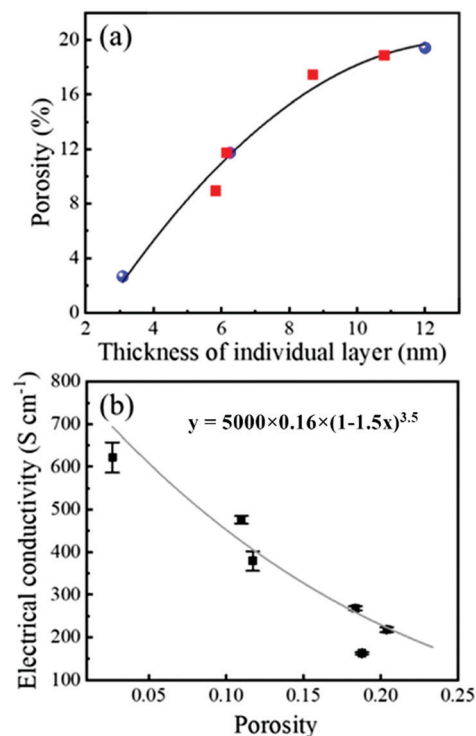 (a)
20
16
12
8
4
0
Porosity (%)
2 4 6 8 10 12
Thickness of individual layer (nm)
(b)
y = 5000×0.16×(1-1.5x)3.5
800
700
600
500
400
300
200
100
Electrical conductivity (S cm-1)
0.05 0.10 0.15 0.20 0.25
Porosity